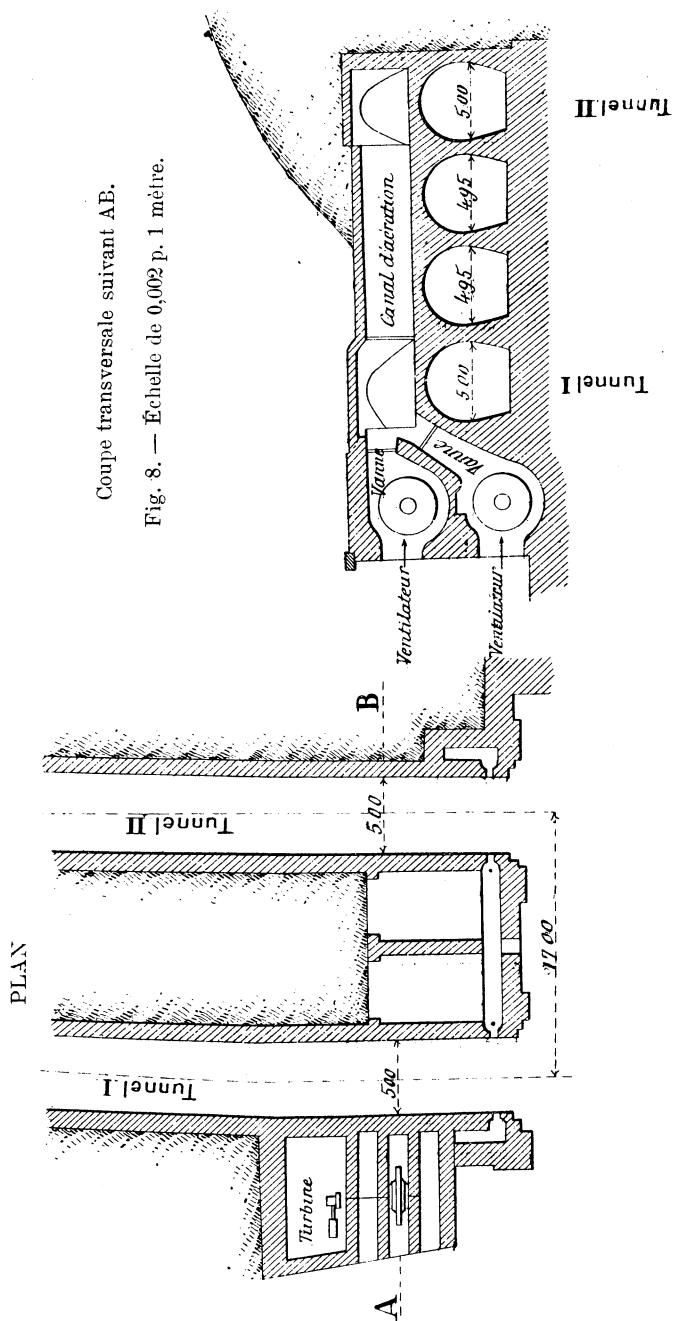 PLAN
Tunnel I
Tunnel II
Turbine
5,00
5.00
17.00
A
B
Coupe transversale suivant AB.
Fig. 8. — Échelle de 0,002 p. 1 mètre.
Canal d'aération
Vanne
Vanne
Ventilateur
Ventilateur
5.00
4.95
4.95
5.00
Tunnel I
Tunnel II